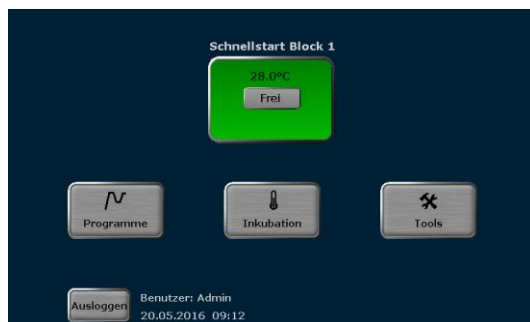 Schnellstart Block 1
28.0°C
Frei
Programme
Inkubation
Tools
Ausloggen
Benutzer: Admin
20.05.2016 09:12